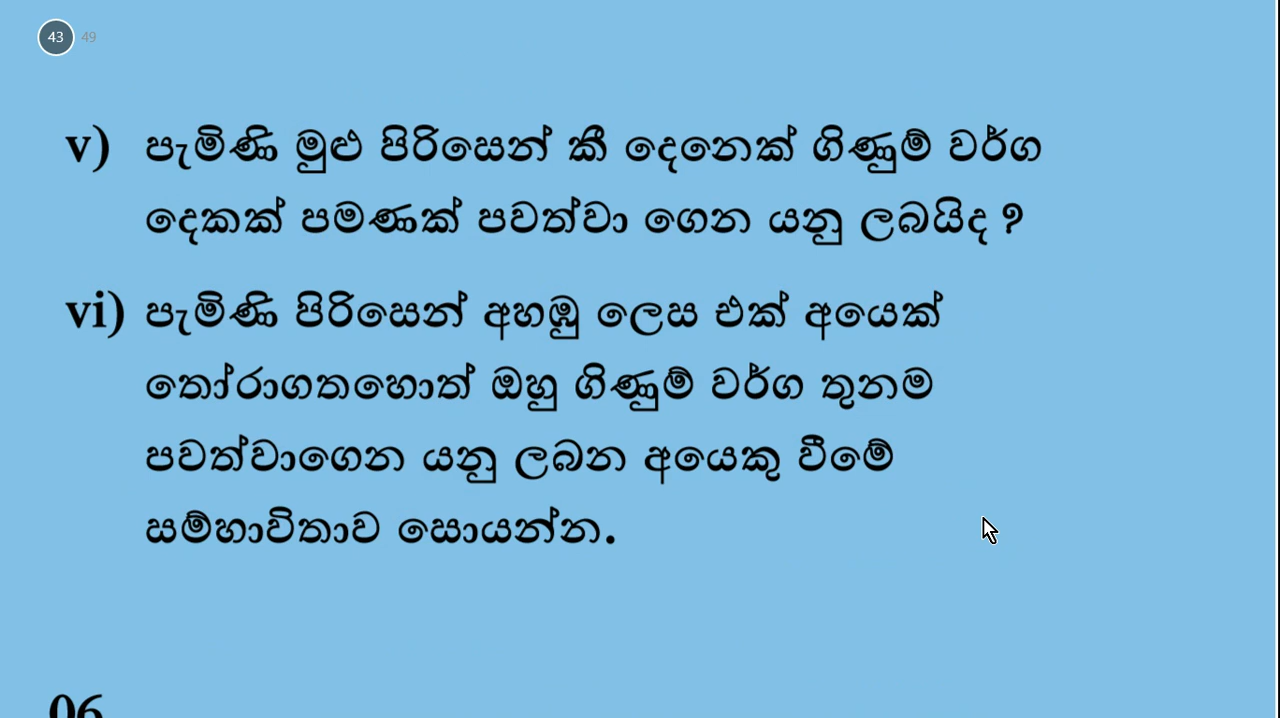 43 49
v) පැමිණි මුළු පිරිසෙන් කී දෙනෙක් ගිණුම් වර්ග
දෙකක් පමණක් පවත්වා ගෙන යනු ලබයිද ?
vi) පැමිණි පිරිසෙන් අහඹු ලෙස එක් අයෙක්
තෝරාගතහොත් ඔහු ගිණුම් වර්ග තුනම
පවත්වාගෙන යනු ලබන අයෙකු වීමේ
සම්භාවිතාව සොයන්න.
06